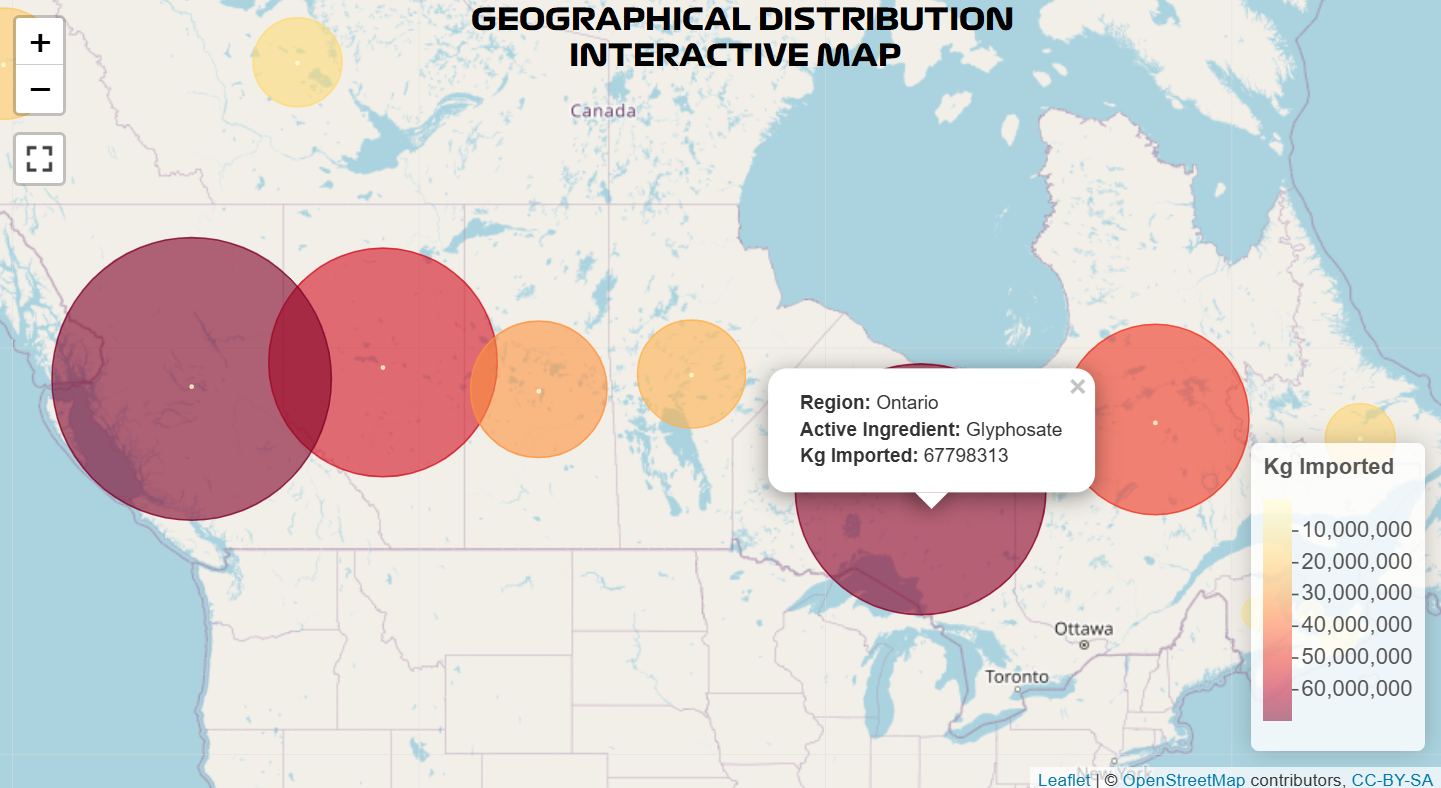 GEOGRAPHICAL DISTRIBUTION
INTERACTIVE MAP
+
−
Canada
×
Region: Ontario
Active Ingredient: Glyphosate
Kg Imported: 67798313
Kg Imported
10,000,000
20,000,000
30,000,000
40,000,000
50,000,000
60,000,000
Ottawa
Toronto
New York
Leaflet | © OpenStreetMap contributors, CC-BY-SA